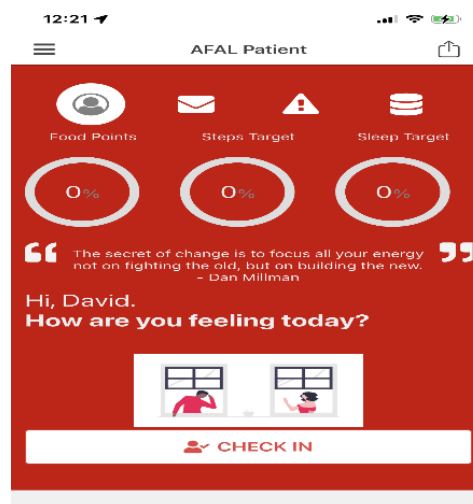 12:21
AFAL Patient
Food Points
Steps Target
Sleep Target
0%
0%
0%
“ The secret of change is to focus all your energy ”
not on fighting the old, but on building the new.
- Dan Millman
Hi, David.
How are you feeling today?
CHECK IN